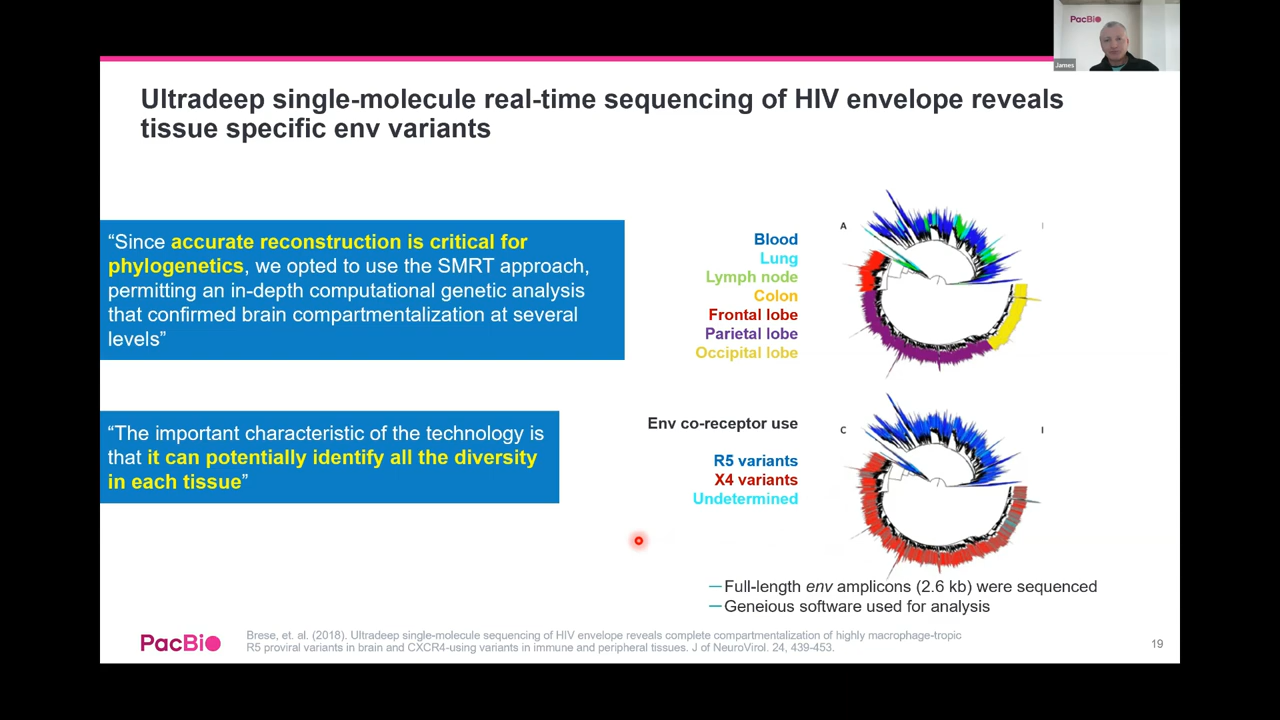 PacBio
James
Ultradeep single-molecule real-time sequencing of HIV envelope reveals
tissue specific env variants
“Since accurate reconstruction is critical for
phylogenetics, we opted to use the SMRT approach,
permitting an in-depth computational genetic analysis
that confirmed brain compartmentalization at several
levels”
“The important characteristic of the technology is
that it can potentially identify all the diversity
in each tissue”
Blood
Lung
Lymph node
Colon
Frontal lobe
Parietal lobe
Occipital lobe
A
Env co-receptor use
R5 variants
X4 variants
Undetermined
C
Full-length env amplicons (2.6 kb) were sequenced
Geneious software used for analysis
PacBio
Brese, et. al. (2018). Ultradeep single-molecule sequencing of HIV envelope reveals complete compartmentalization of highly macrophage-tropic
R5 proviral variants in brain and CXCR4-using variants in immune and peripheral tissues. J of NeuroVirol. 24, 439-453.
19